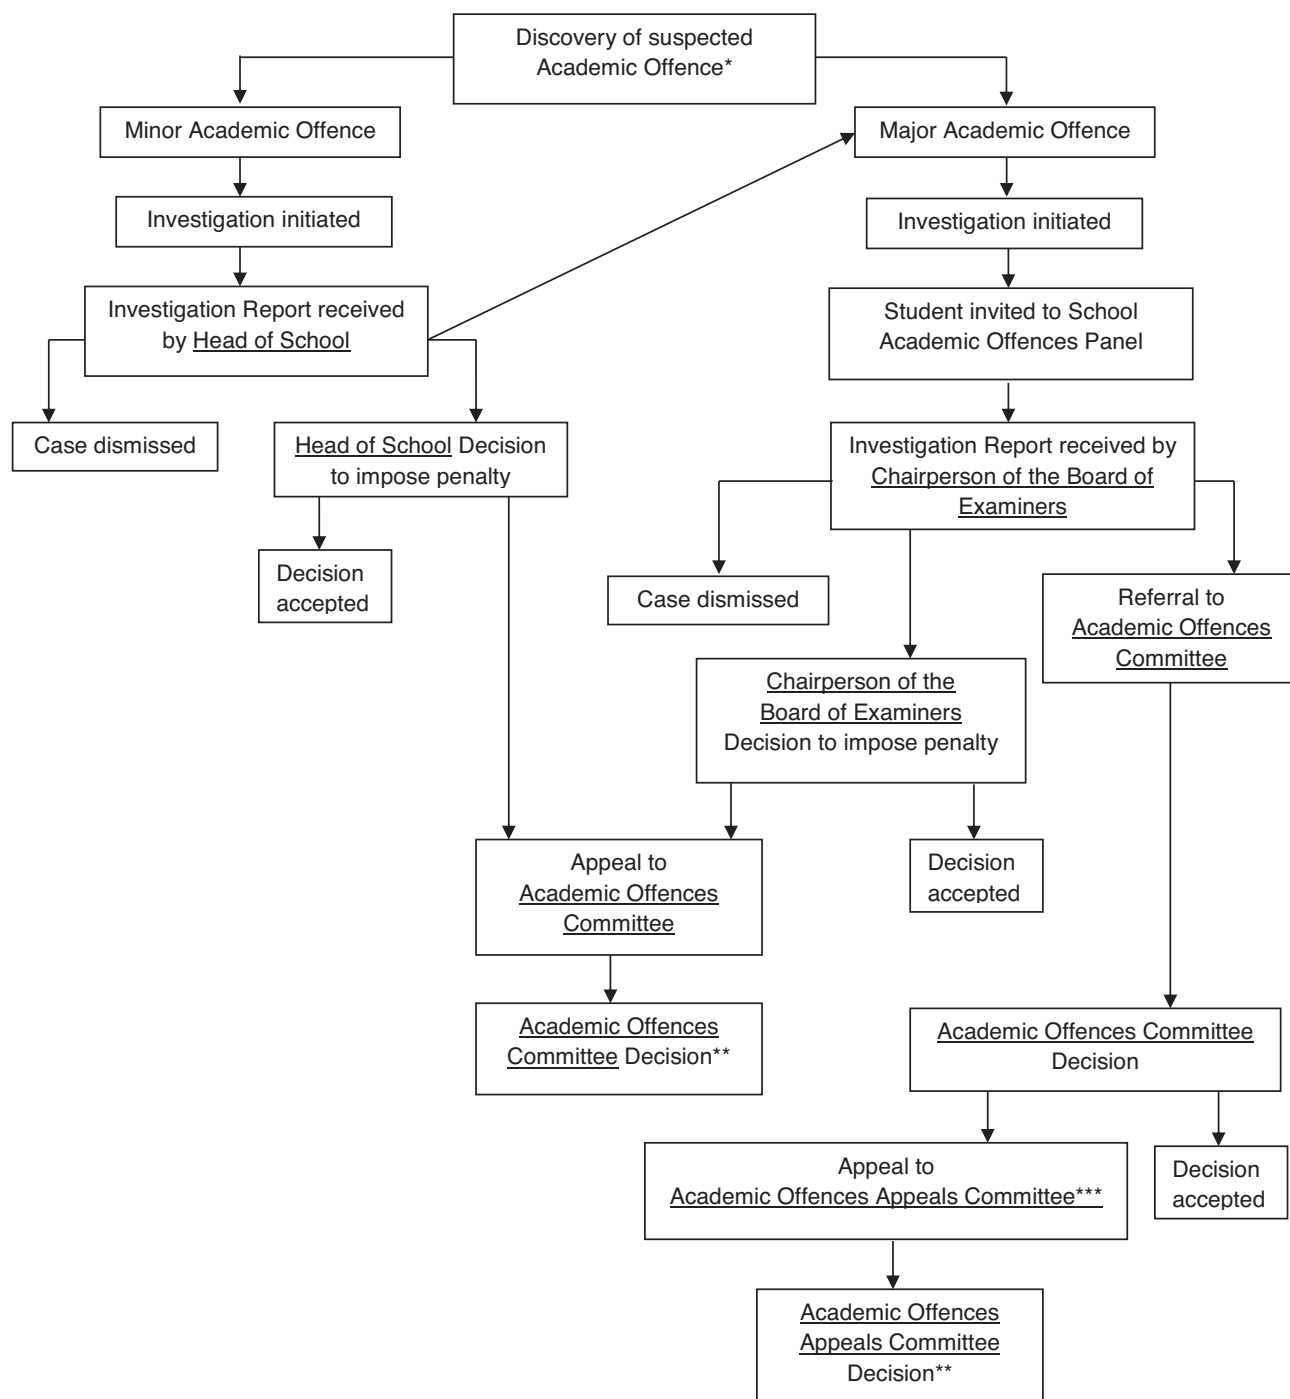 Discovery of suspected
Academic Offence*
Minor Academic Offence
Major Academic Offence
Investigation initiated
Investigation initiated
Investigation Report received
by Head of School
Student invited to School
Academic Offences Panel
Case dismissed
Head of School Decision
to impose penalty
Investigation Report received by
Chairperson of the Board of
Examiners
Decision
accepted
Case dismissed
Referral to
Academic Offences
Committee
Chairperson of the
Board of Examiners
Decision to impose penalty
Appeal to
Academic Offences
Committee
Decision
accepted
Academic Offences
Committee Decision**
Academic Offences Committee
Decision
Appeal to
Academic Offences Appeals Committee***
Decision
accepted
Academic Offences
Appeals Committee
Decision**